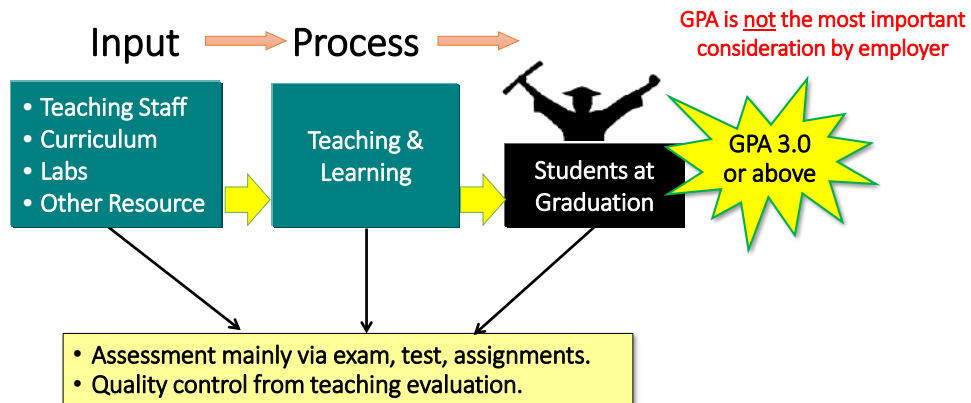 GPA is not the most important
consideration by employer
Input
Process
• Teaching Staff
• Curriculum
• Labs
• Other Resource
Teaching &
Learning
Students at
Graduation
GPA 3.0
or above
• Assessment mainly via exam, test, assignments.
• Quality control from teaching evaluation.